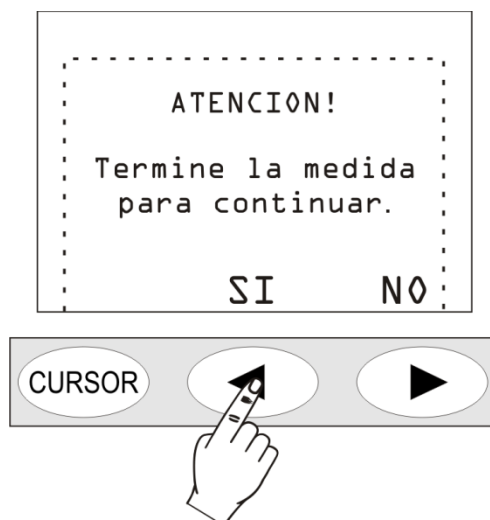 ATENCION!
Termine la medida
para continuar.
SI NO
CURSOR